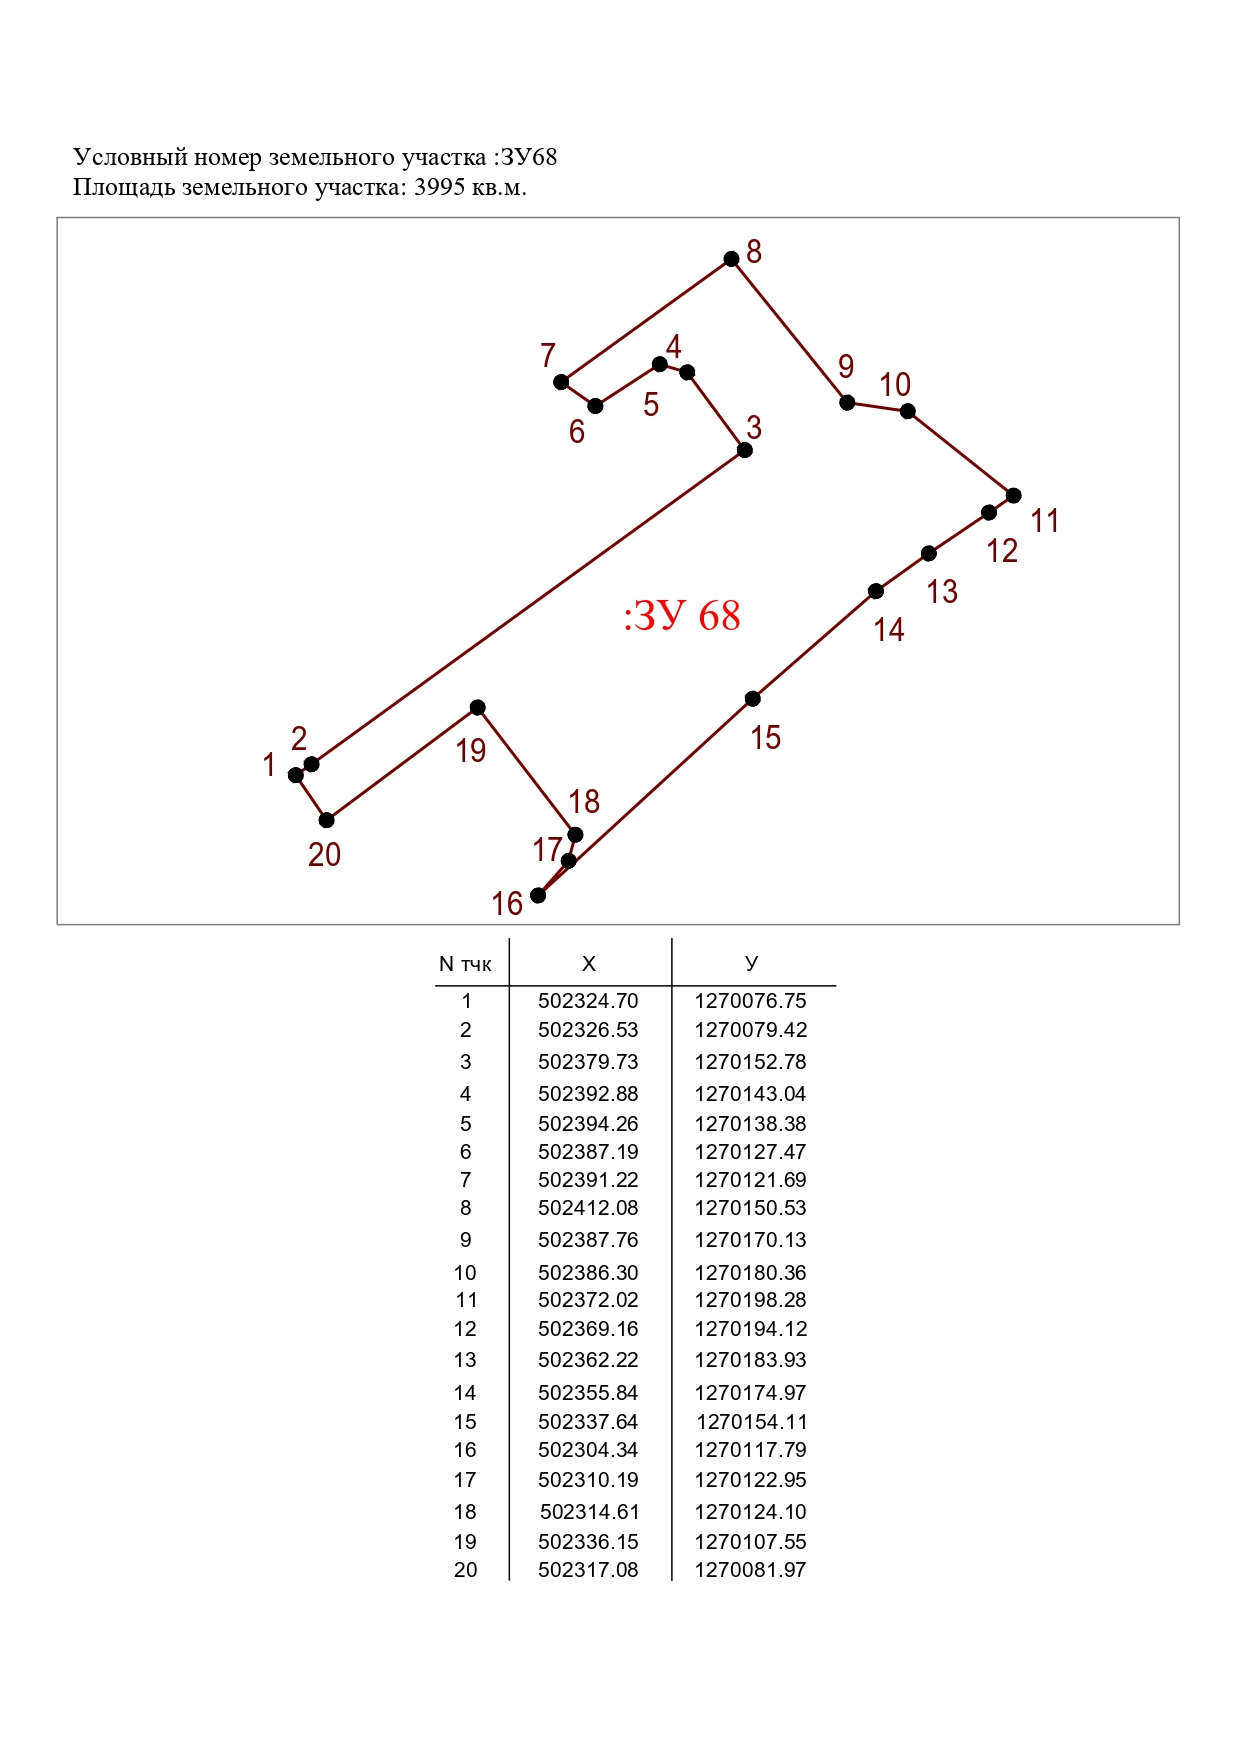 Условный номер земельного участка :ЗУ68
Площадь земельного участка: 3995 кв.м.
8
7
4
9
10
5
6
3
11
12
13
:ЗУ 68
14
2
15
19
1
18
17
20
16
N тчк Х У
1 502324.70 1270076.75
2 502326.53 1270079.42
3 502379.73 1270152.78
4 502392.88 1270143.04
5 502394.26 1270138.38
6 502387.19 1270127.47
7 502391.22 1270121.69
8 502412.08 1270150.53
9 502387.76 1270170.13
10 502386.30 1270180.36
11 502372.02 1270198.28
12 502369.16 1270194.12
13 502362.22 1270183.93
14 502355.84 1270174.97
15 502337.64 1270154.11
16 502304.34 1270117.79
17 502310.19 1270122.95
18 502314.61 1270124.10
19 502336.15 1270107.55
20 502317.08 1270081.97